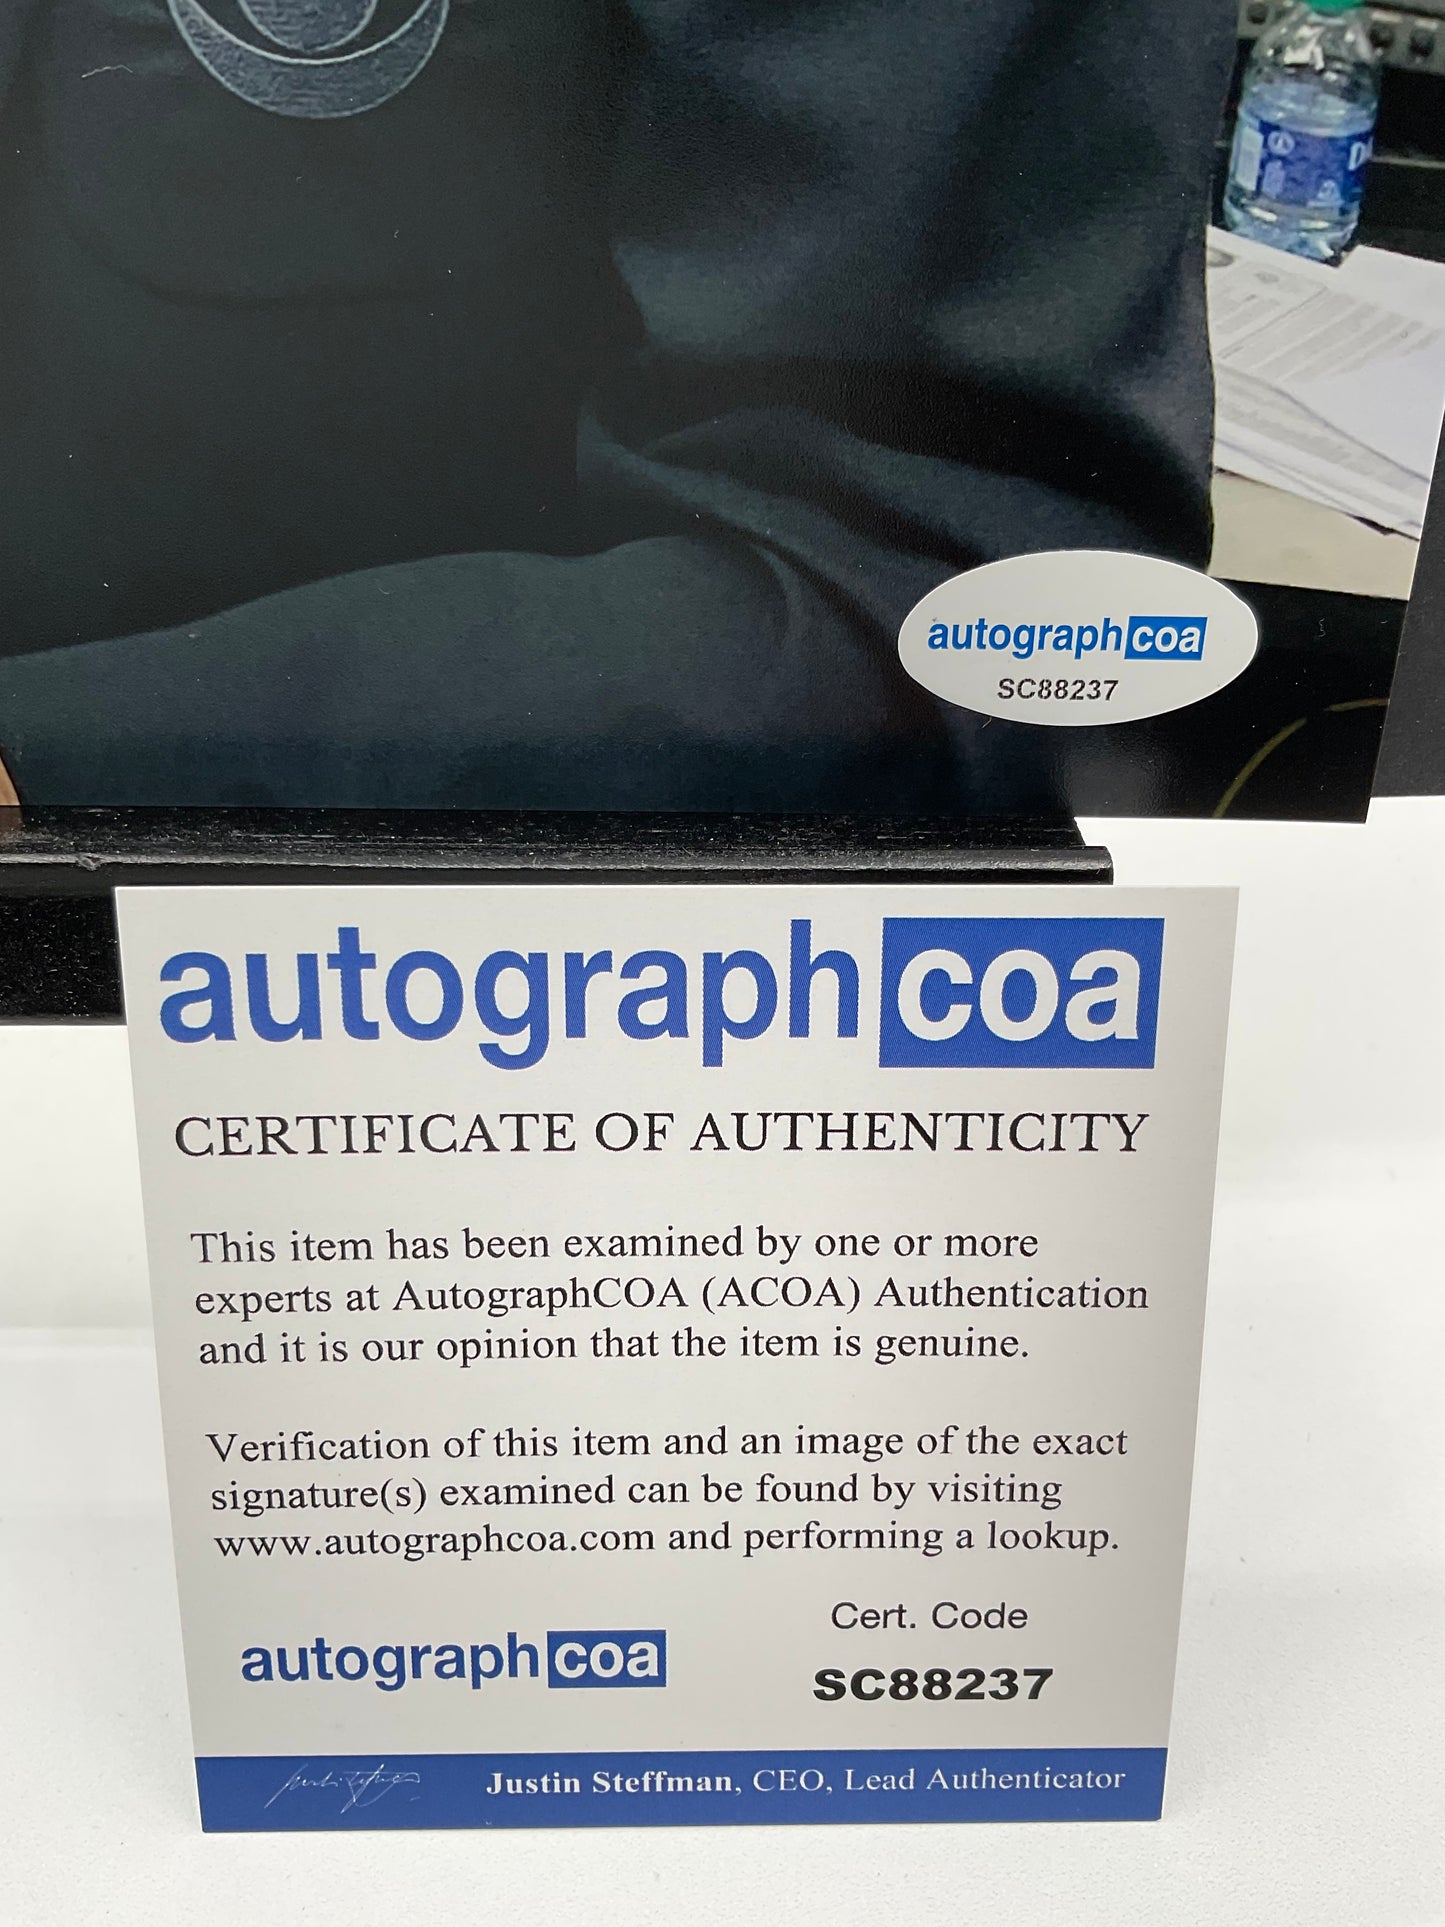 D
autographcoa
SC88237
autographcoa
CERTIFICATE OF AUTHENTICITY
This item has been examined by one or more
experts at AutographCOA (ACOA) Authentication
and it is our opinion that the item is genuine.
Verification of this item and an image of the exact
signature(s) examined can be found by visiting
www.autographcoa.com and performing a lookup.
Cert. Code
autographcoa
SC88237
Justin Steffman, CEO, Lead Authenticator